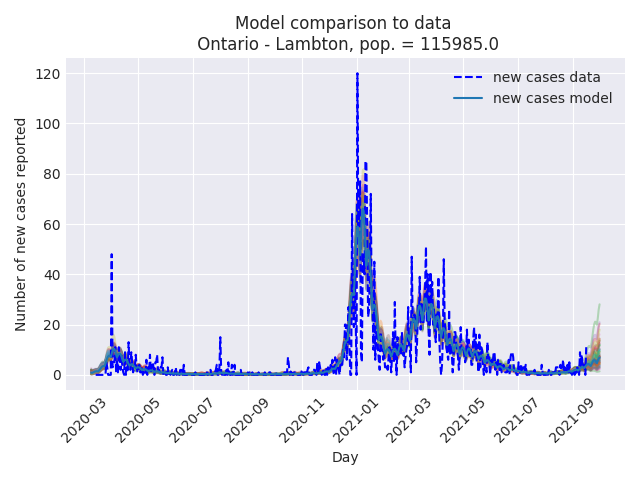 Model comparison to data
Ontario - Lambton, pop. = 115985.0
new cases data
new cases model
Number of new cases reported
120
100
80
60
40
20
0
2020-03
2020-05
2020-07
2020-09
2020-11
2021-01
2021-03
2021-05
2021-07
2021-09
Day